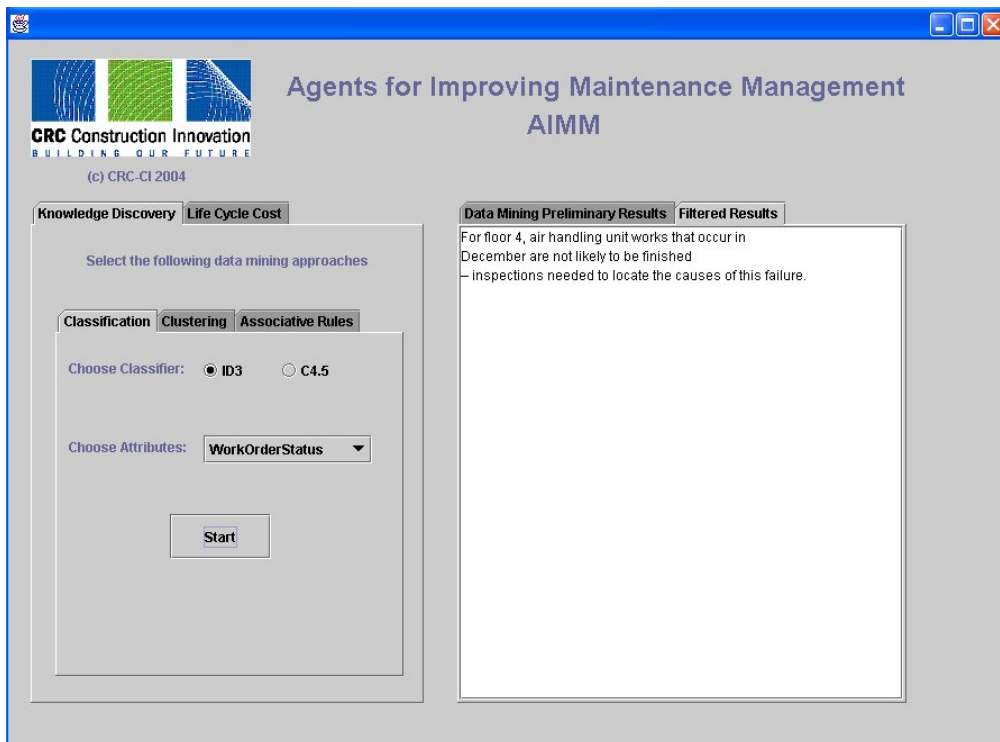 Agents for Improving Maintenance Management
AIMM
CRC Construction Innovation
BUILDING OUR FUTURE
(c) CRC-CI 2004
Knowledge Discovery Life Cycle Cost
Select the following data mining approaches
Classification Clustering Associative Rules
Choose Classifier: ID3 C4.5
Choose Attributes: WorkOrderStatus
Start
Data Mining Preliminary Results Filtered Results
For floor 4, air handling unit works that occur in
December are not likely to be finished
– inspections needed to locate the causes of this failure.